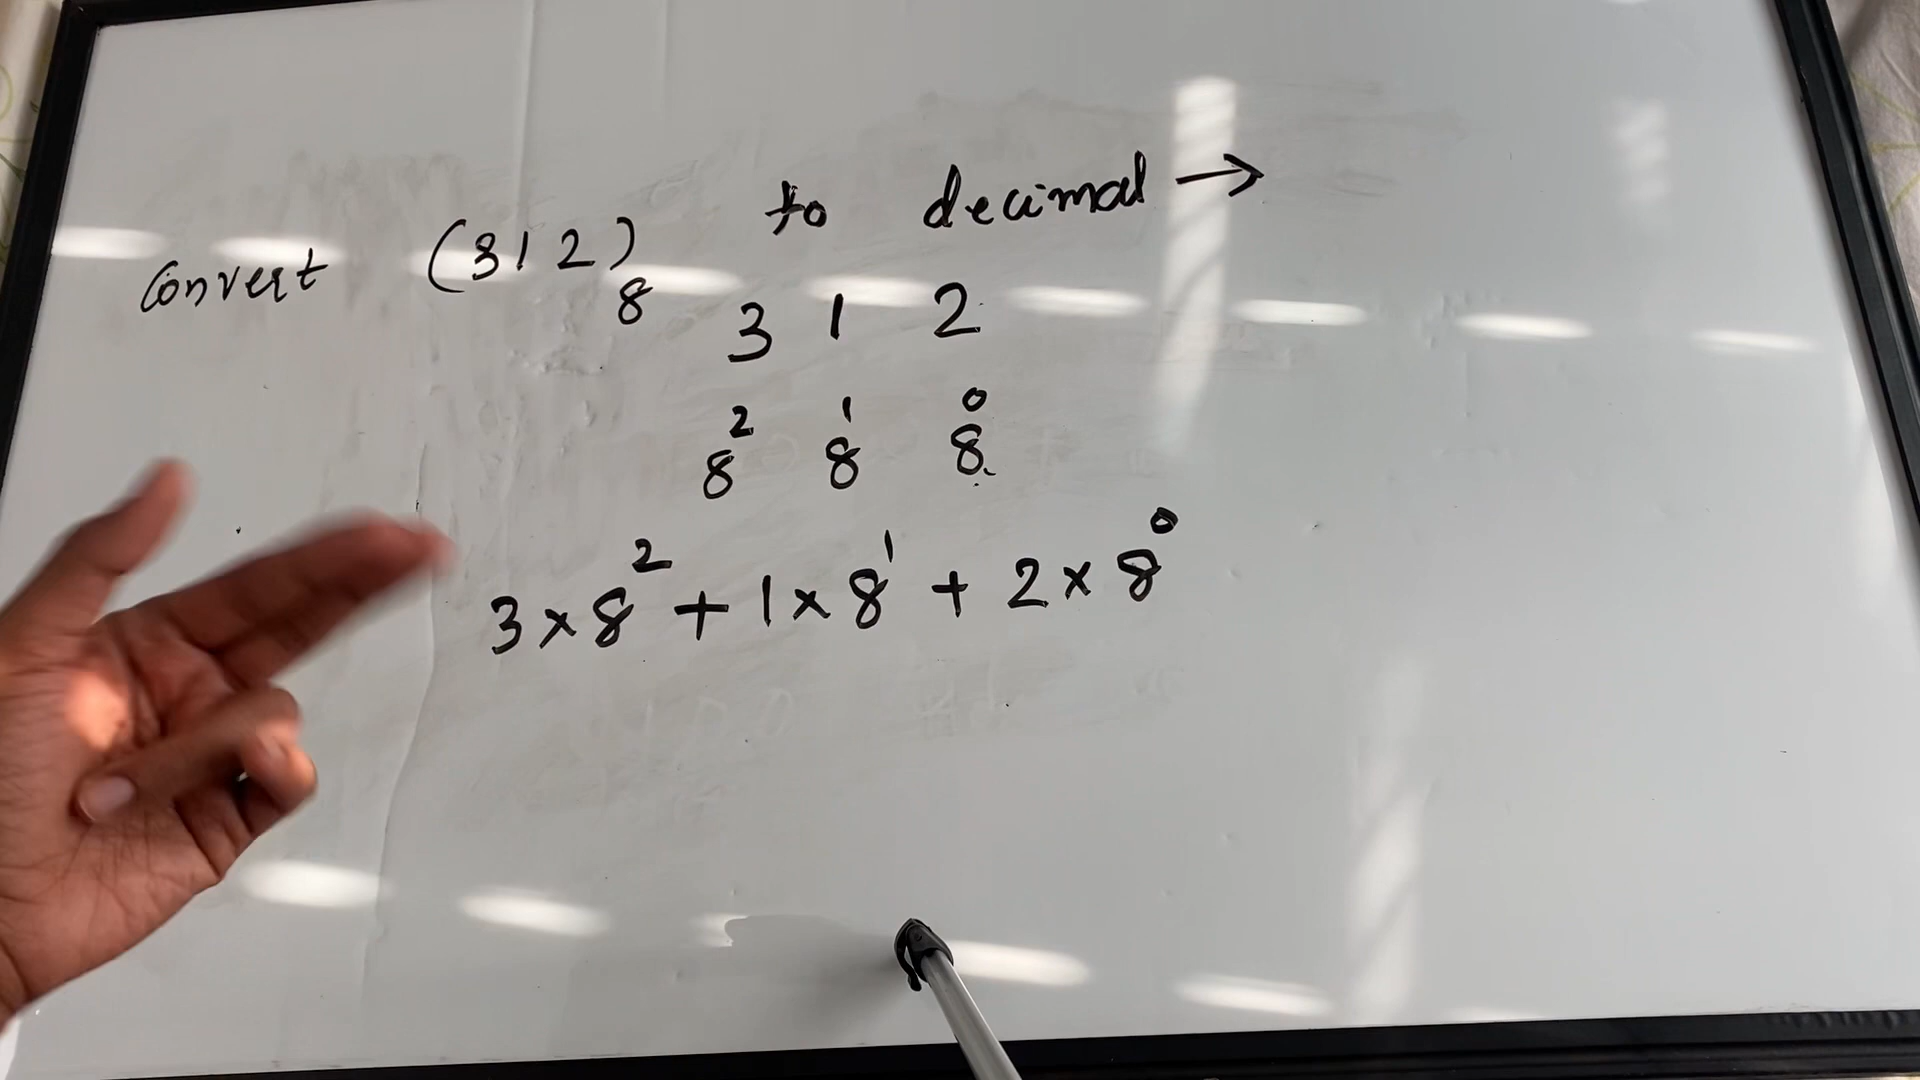 Convert (312)₈ to decimal →
3 1 2
8² 8¹ 8⁰
3 × 8² + 1 × 8¹ + 2 × 8⁰